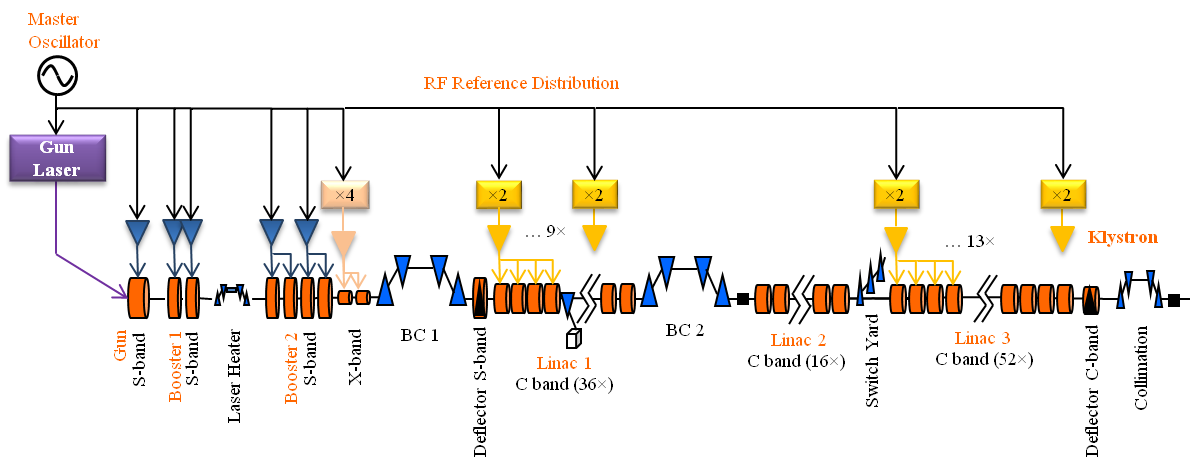 Master
Oscillator
RF Reference Distribution
Gun
Laser
×4
×2
×2
×2
×2
... 9×
... 13×
Klystron
Gun
S-band
Booster 1
S-band
Laser Heater
Booster 2
S-band
X-band
BC 1
Deflector S-band
Linac 1
C band (36×)
BC 2
Linac 2
C band (16×)
Switch Yard
Linac 3
C band (52×)
Deflector C-band
Collimation